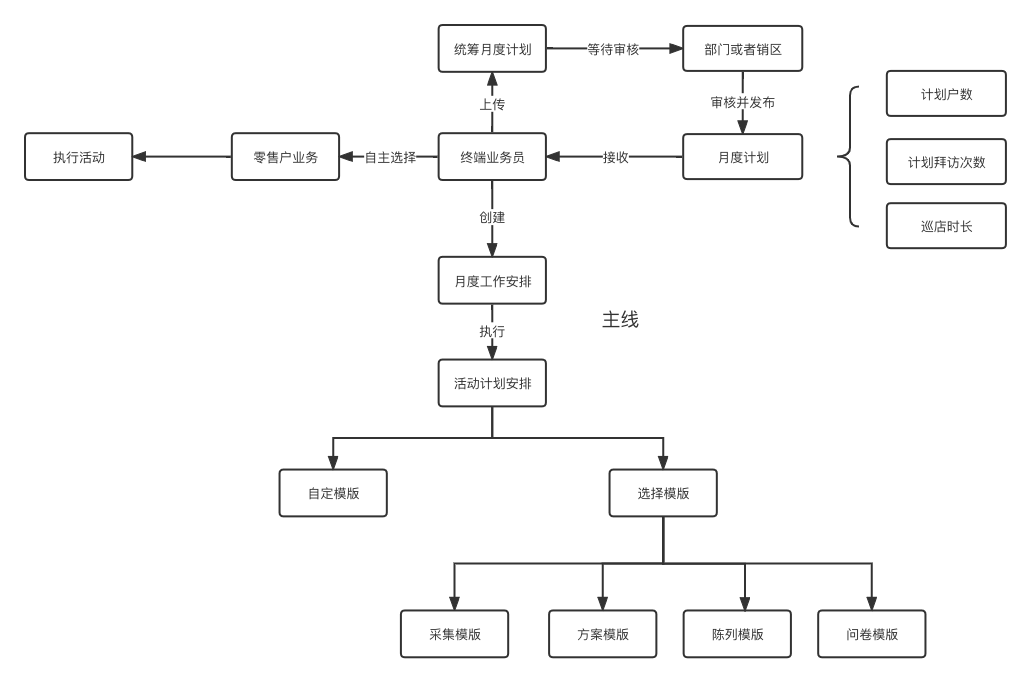 统筹月度计划
等待审核
部门或者销区
上传
审核并发布
计划户数
执行活动
零售户业务
自主选择
终端业务员
接收
月度计划
计划拜访次数
创建
巡店时长
月度工作安排
执行
主线
活动计划安排
自定模版
选择模版
采集模版
方案模版
陈列模版
问卷模版